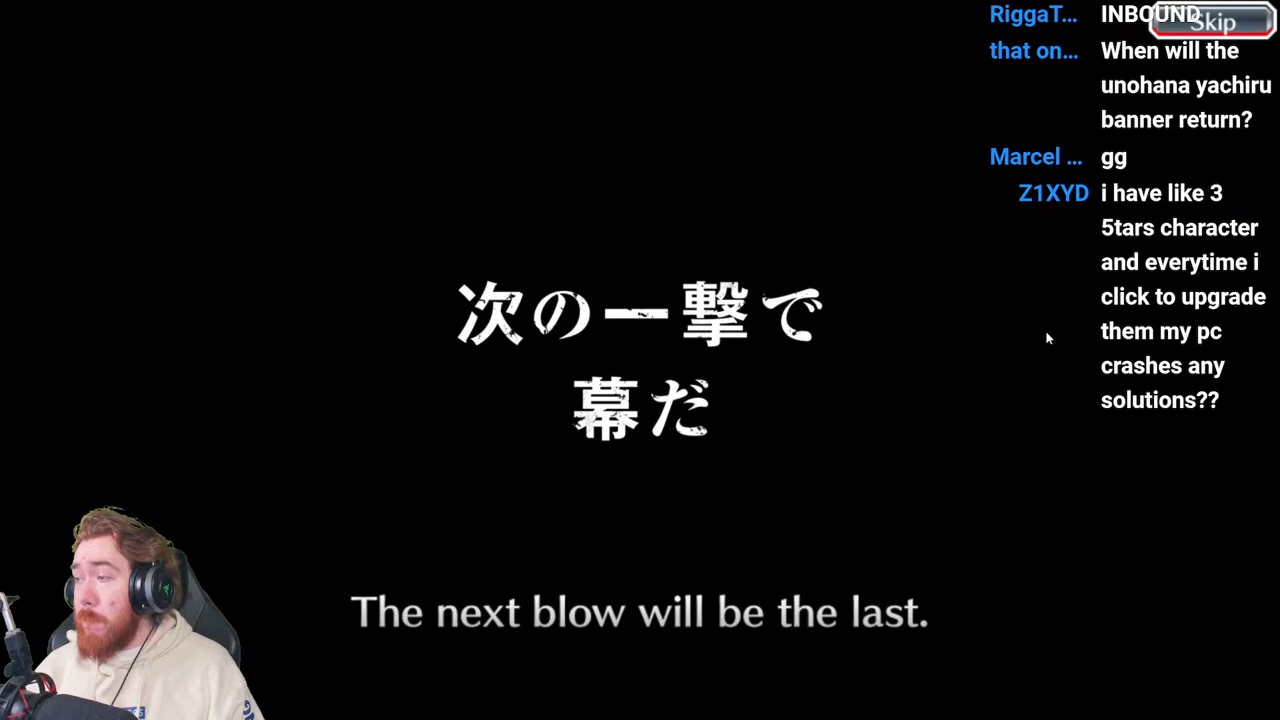 RiggaT… INBOUND
Skip
that on… When will the
unohana yachiru
banner return?
Marcel … gg
Z1XYD i have like 3
5tars character
and everytime i
click to upgrade
them my pc
crashes any
solutions??
次の一撃で
幕だ
The next blow will be the last.